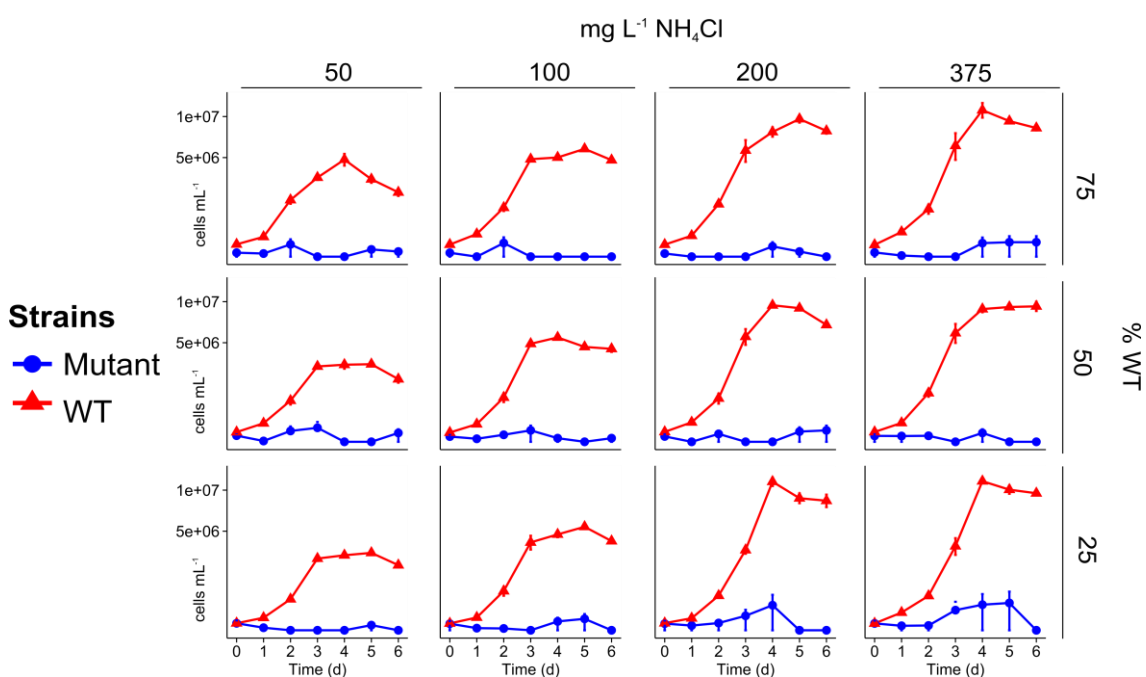 mg L⁻¹ NH₄Cl
50 100 200 375
1e+07
5e+06
cells mL⁻¹
75
1e+07
5e+06
cells mL⁻¹
50
% WT
Strains
Mutant
WT
1e+07
5e+06
cells mL⁻¹
25
0 1 2 3 4 5 6 0 1 2 3 4 5 6 0 1 2 3 4 5 6 0 1 2 3 4 5 6
Time (d) Time (d) Time (d) Time (d)